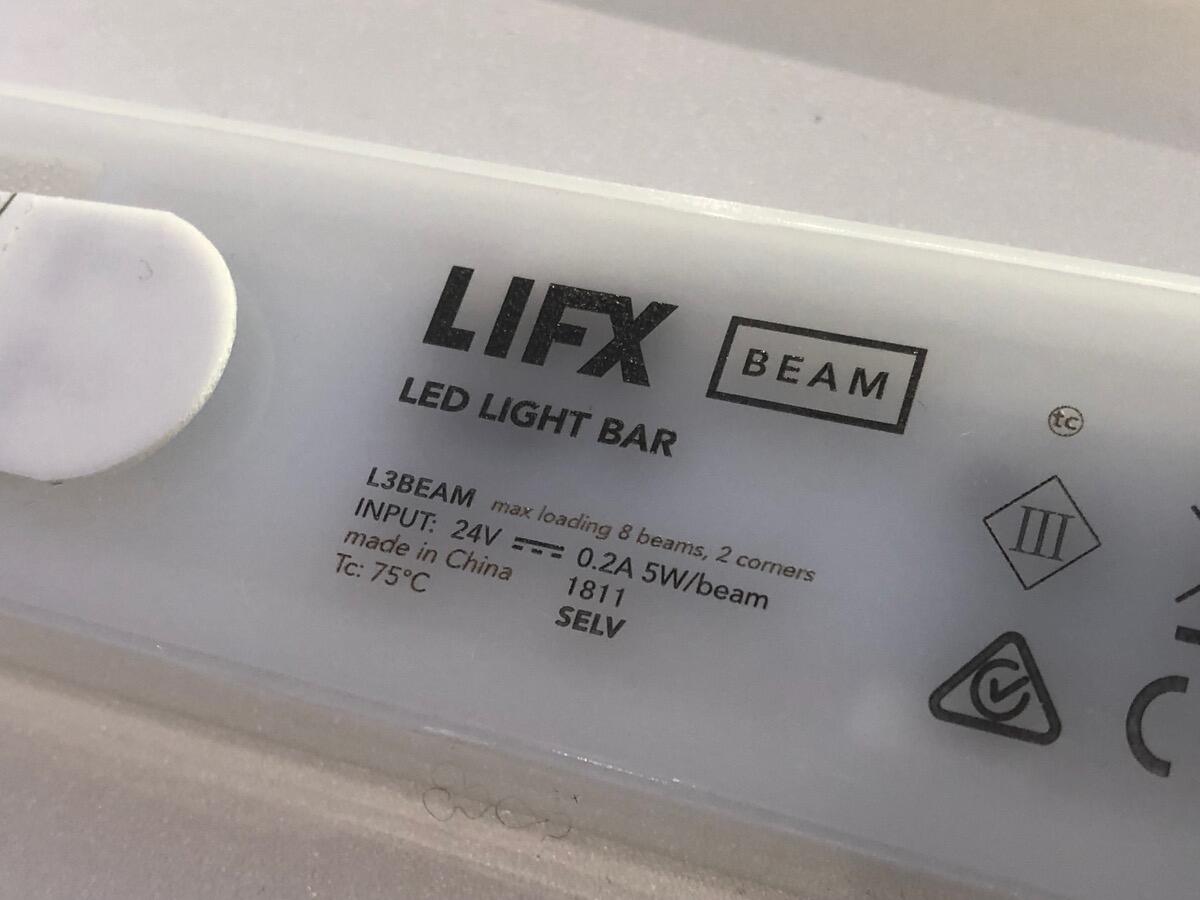 LIFX BEAM
LED LIGHT BAR
L3BEAM max loading 8 beams, 2 corners
INPUT: 24V ⎓ 0.2A 5W/beam
made in China 1811
Tc: 75°C SELV
tc
III
C